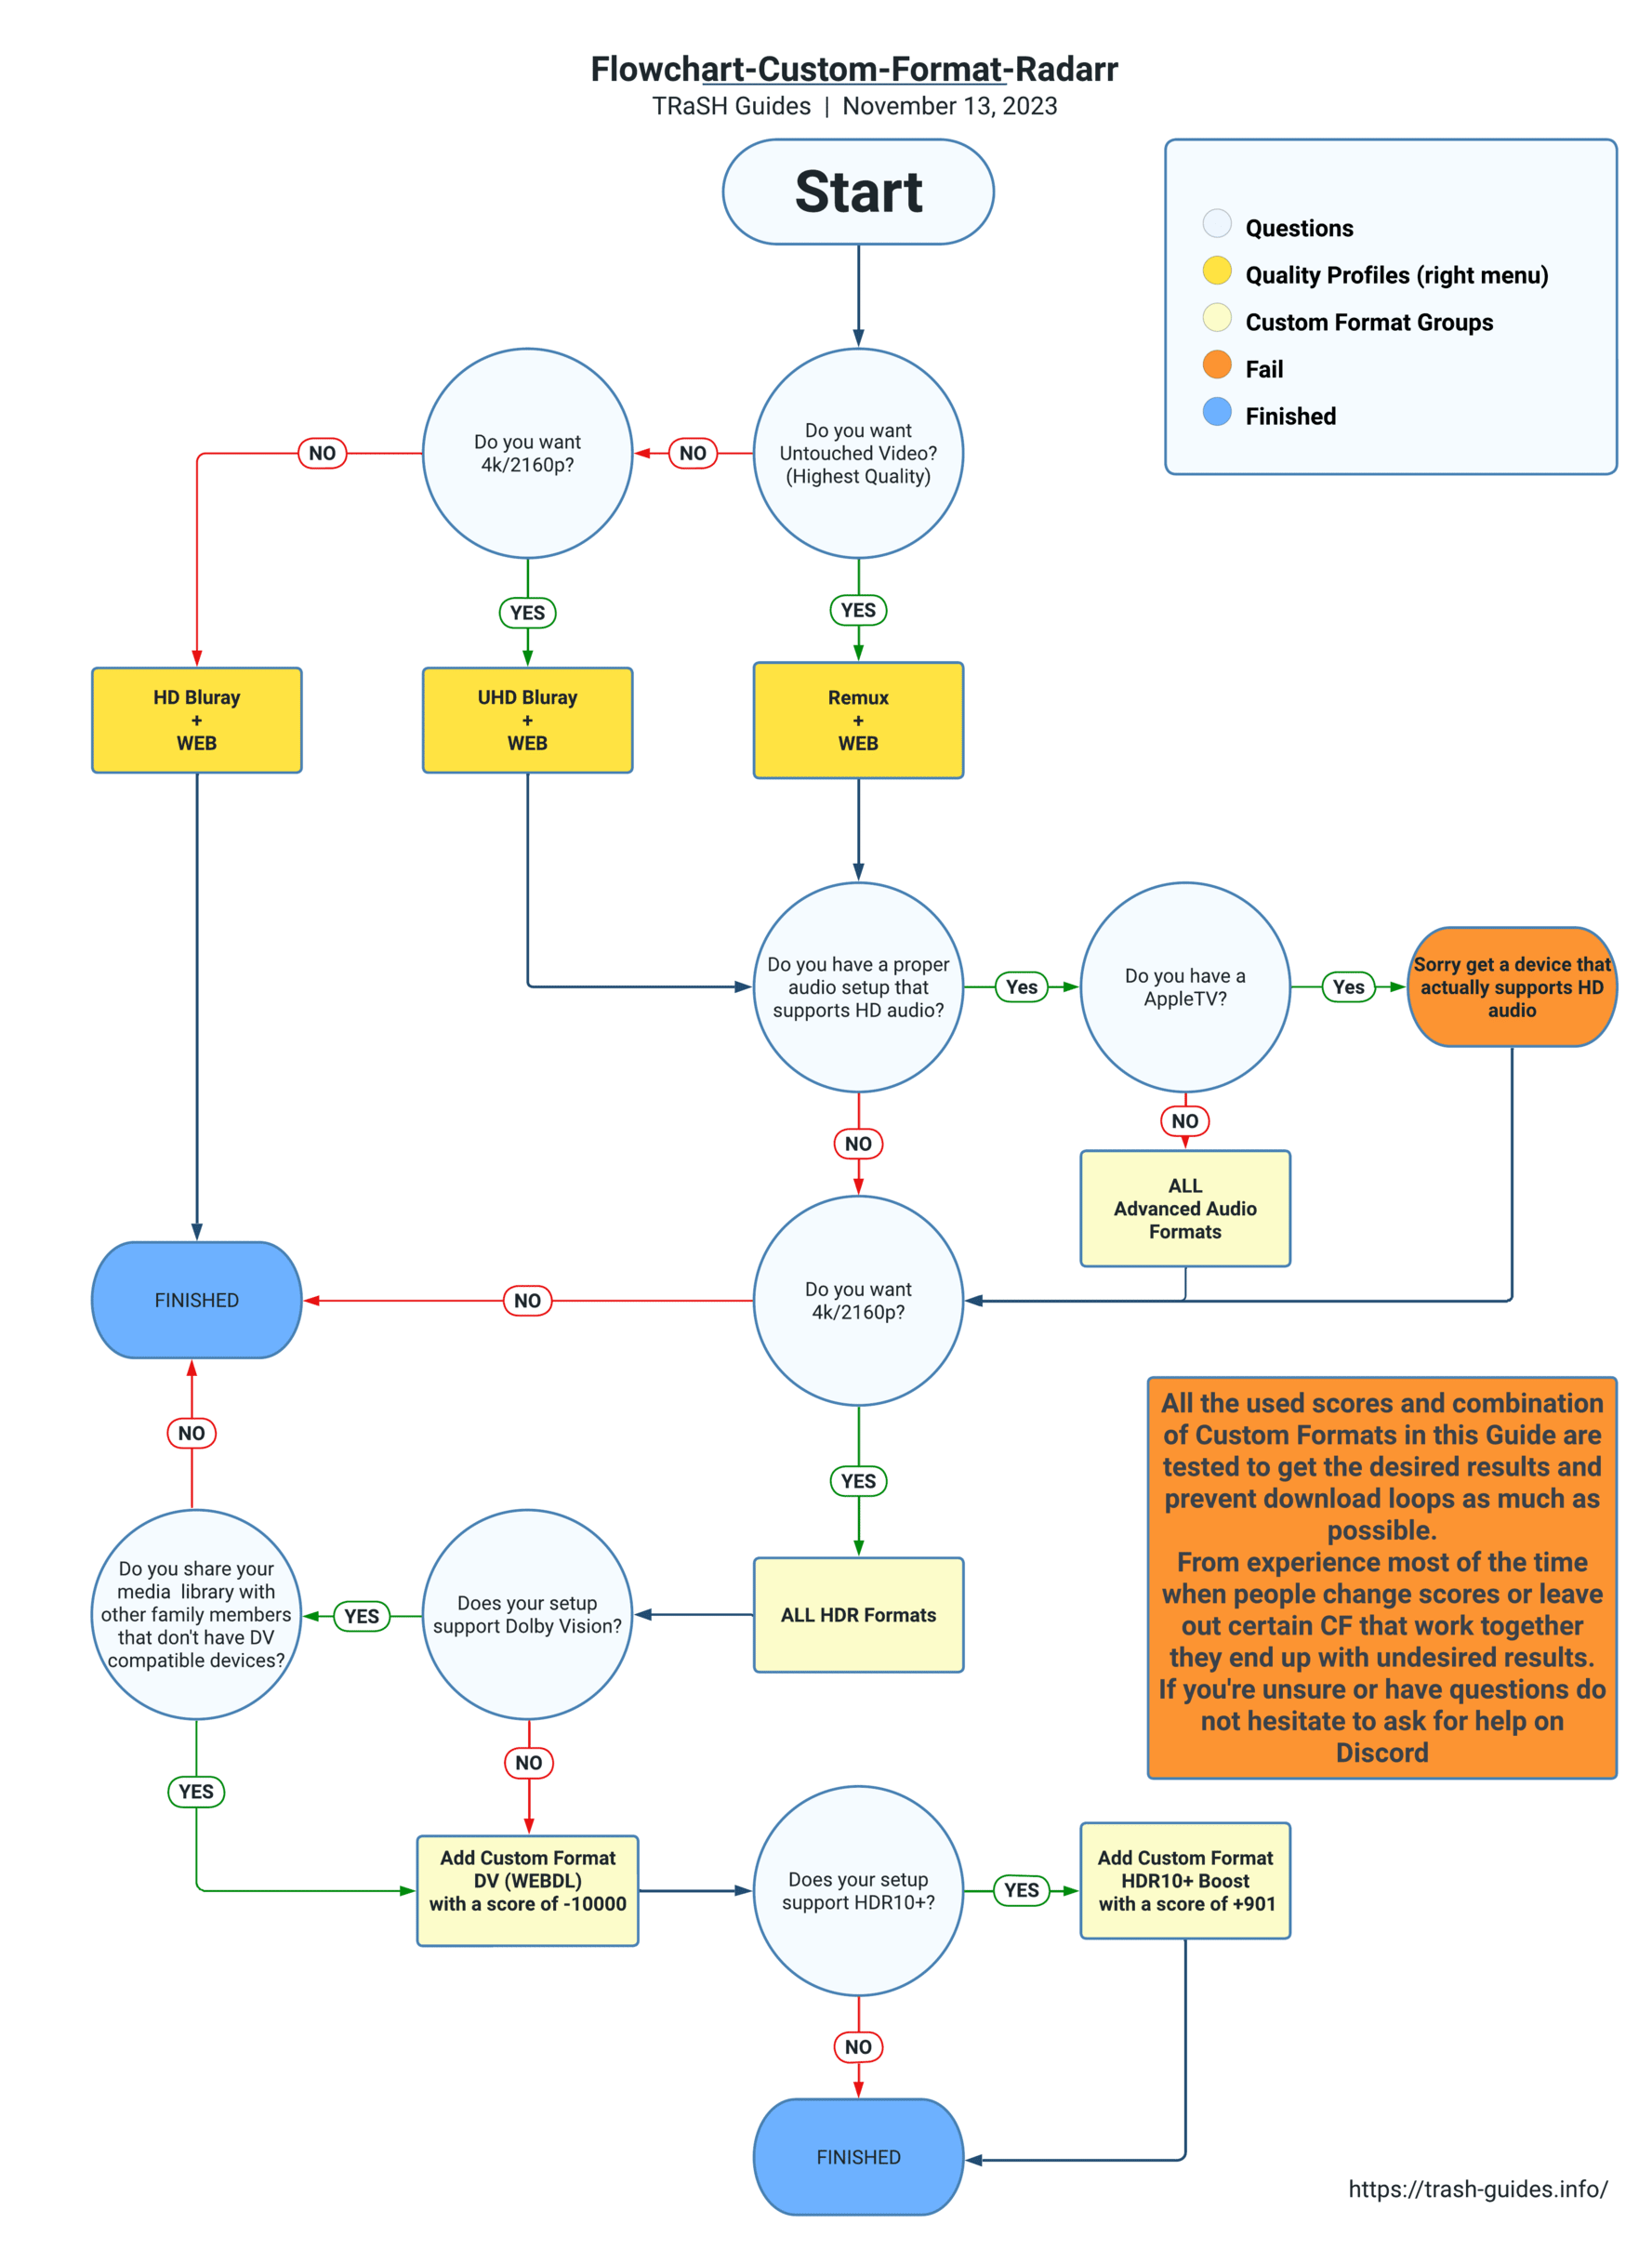 Flowchart-Custom-Format-Radarr
TRaSH Guides | November 13, 2023
Start
Questions
Quality Profiles (right menu)
Custom Format Groups
Fail
Finished
Do you want
Untouched Video?
(Highest Quality)
NO
Do you want
4k/2160p?
NO
YES
YES
HD Bluray
+
WEB
UHD Bluray
+
WEB
Remux
+
WEB
Do you have a proper
audio setup that
supports HD audio?
Yes
Do you have a
AppleTV?
Yes
Sorry get a device that
actually supports HD
audio
NO
NO
ALL
Advanced Audio
Formats
Do you want
4k/2160p?
NO
FINISHED
YES
NO
ALL HDR Formats
Does your setup
support Dolby Vision?
YES
Do you share your
media  library with
other family members
that don't have DV
compatible devices?
All the used scores and combination
of Custom Formats in this Guide are
tested to get the desired results and
prevent download loops as much as
possible.
From experience most of the time
when people change scores or leave
out certain CF that work together
they end up with undesired results.
If you're unsure or have questions do
not hesitate to ask for help on
Discord
NO
YES
Add Custom Format
DV (WEBDL)
with a score of -10000
Does your setup
support HDR10+?
YES
Add Custom Format
HDR10+ Boost
with a score of +901
NO
FINISHED
https://trash-guides.info/